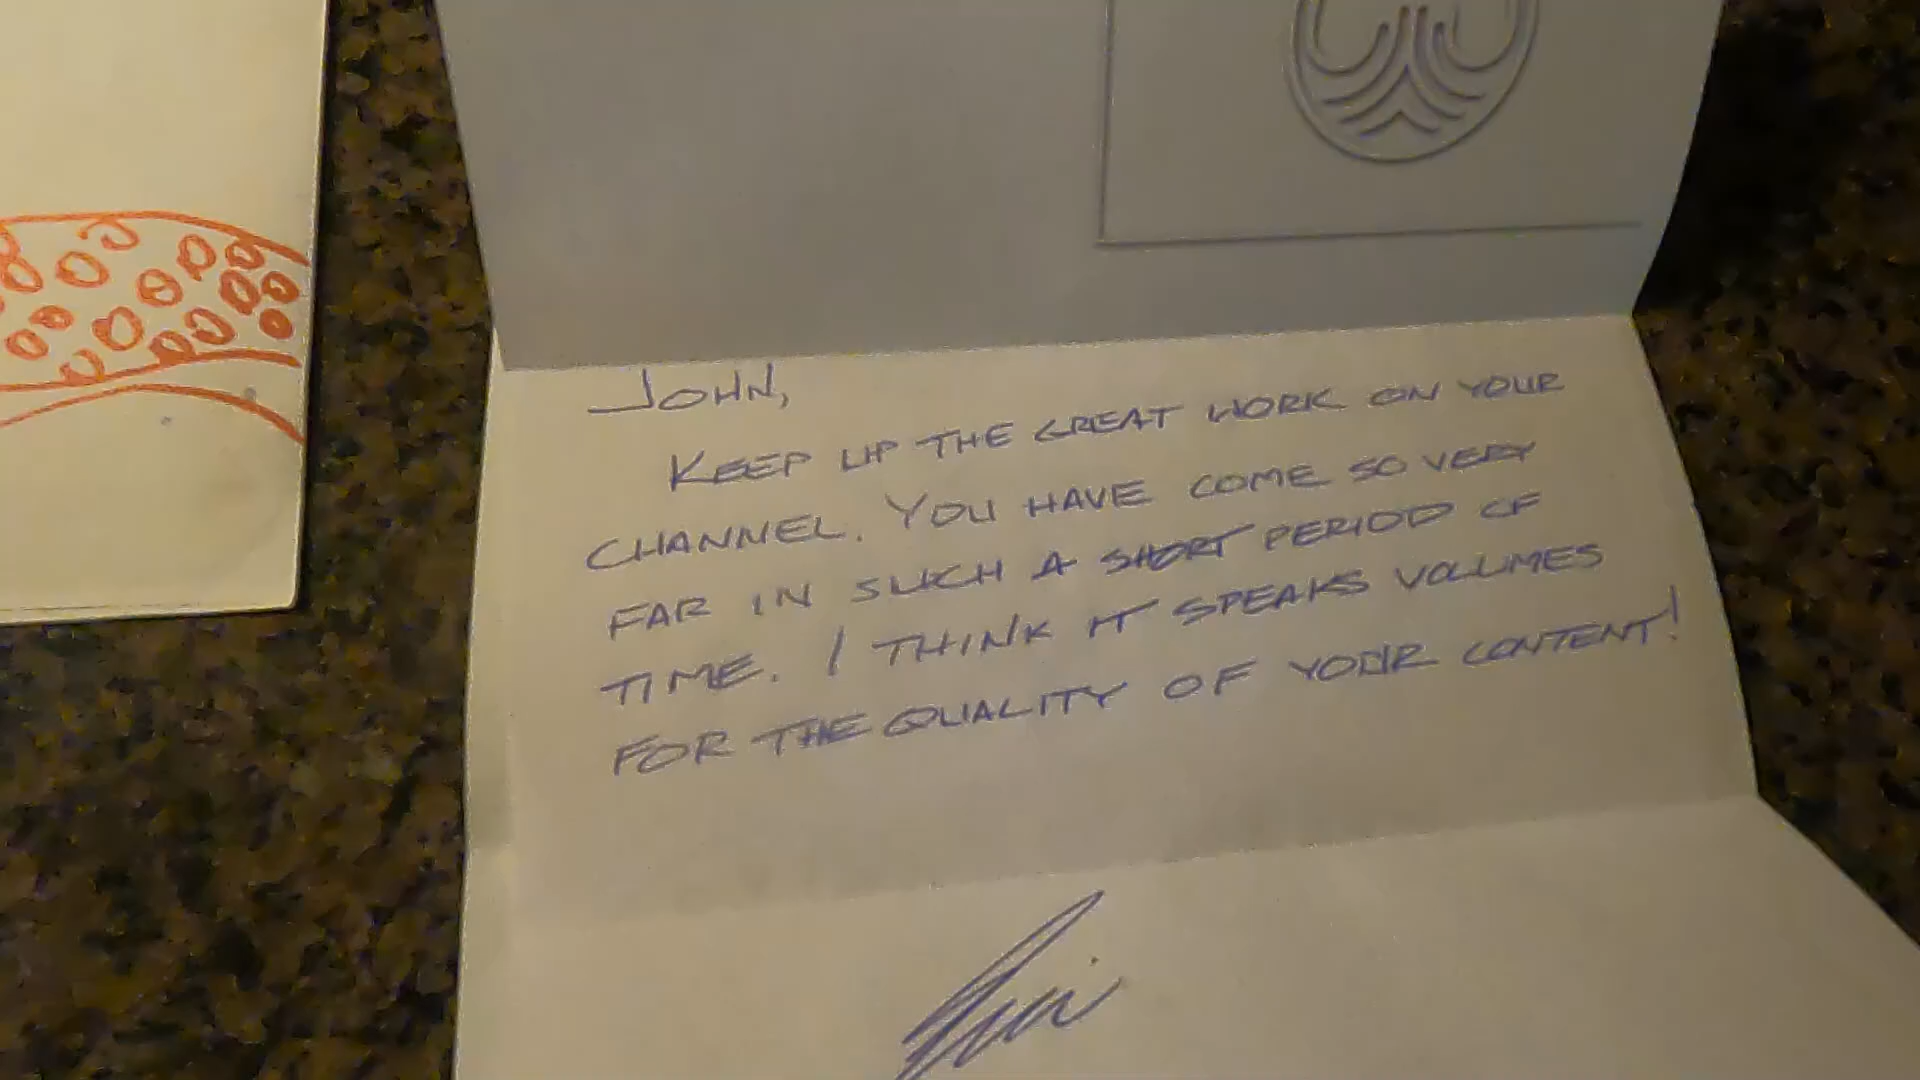 JOHN,
KEEP UP THE GREAT WORK ON YOUR
CHANNEL. YOU HAVE COME SO VERY
FAR IN SUCH A SHORT PERIOD OF
TIME. I THINK IT SPEAKS VOLUMES
FOR THE QUALITY OF YOUR CONTENT!